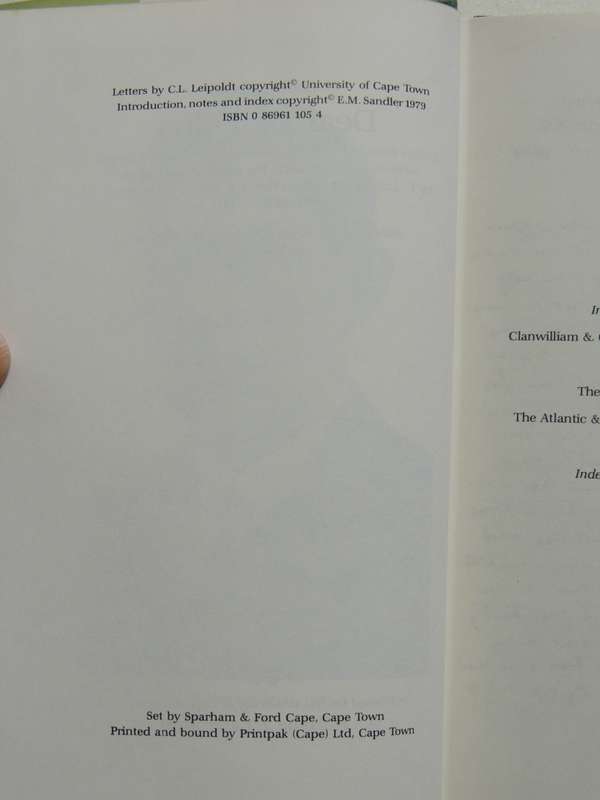 Letters by C.L. Leipoldt copyright© University of Cape Town
Introduction, notes and index copyright© E.M. Sandler 1979
ISBN 0 86961 105 4
Set by Sparham & Ford Cape, Cape Town
Printed and bound by Printpak (Cape) Ltd, Cape Town
Clanwilliam &
The
The Atlantic &